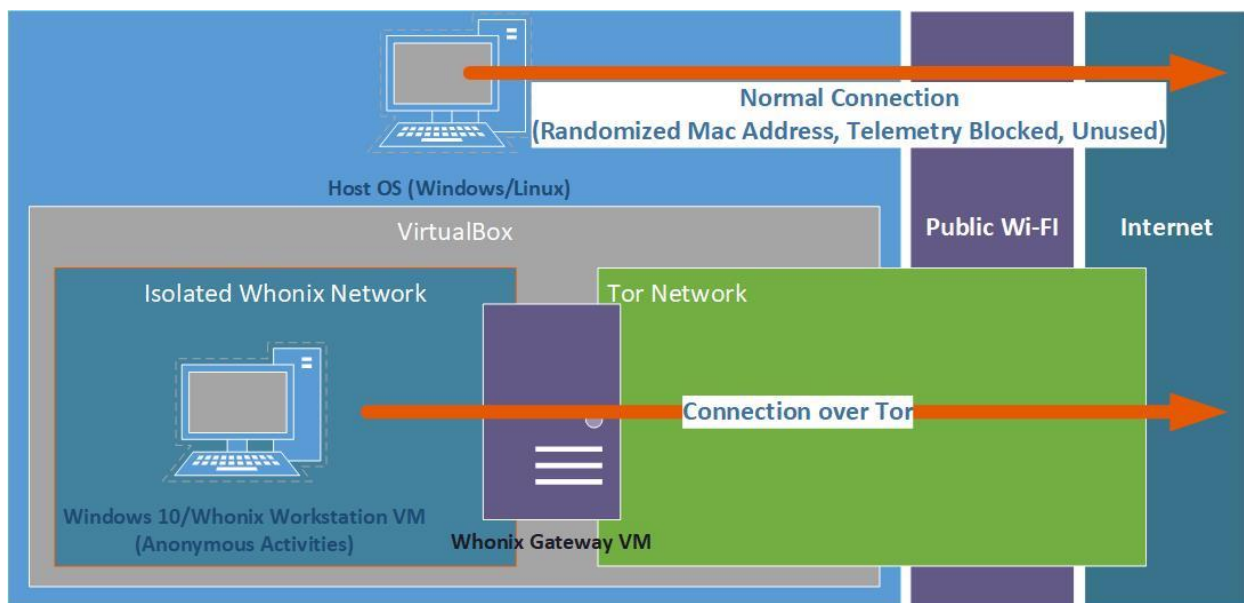 Normal Connection
(Randomized Mac Address, Telemetry Blocked, Unused)
Host OS (Windows/Linux)
VirtualBox
Public Wi-FI
Internet
Isolated Whonix Network
Tor Network
Connection over Tor
Windows 10/Whonix Workstation VM
(Anonymous Activities)
Whonix Gateway VM